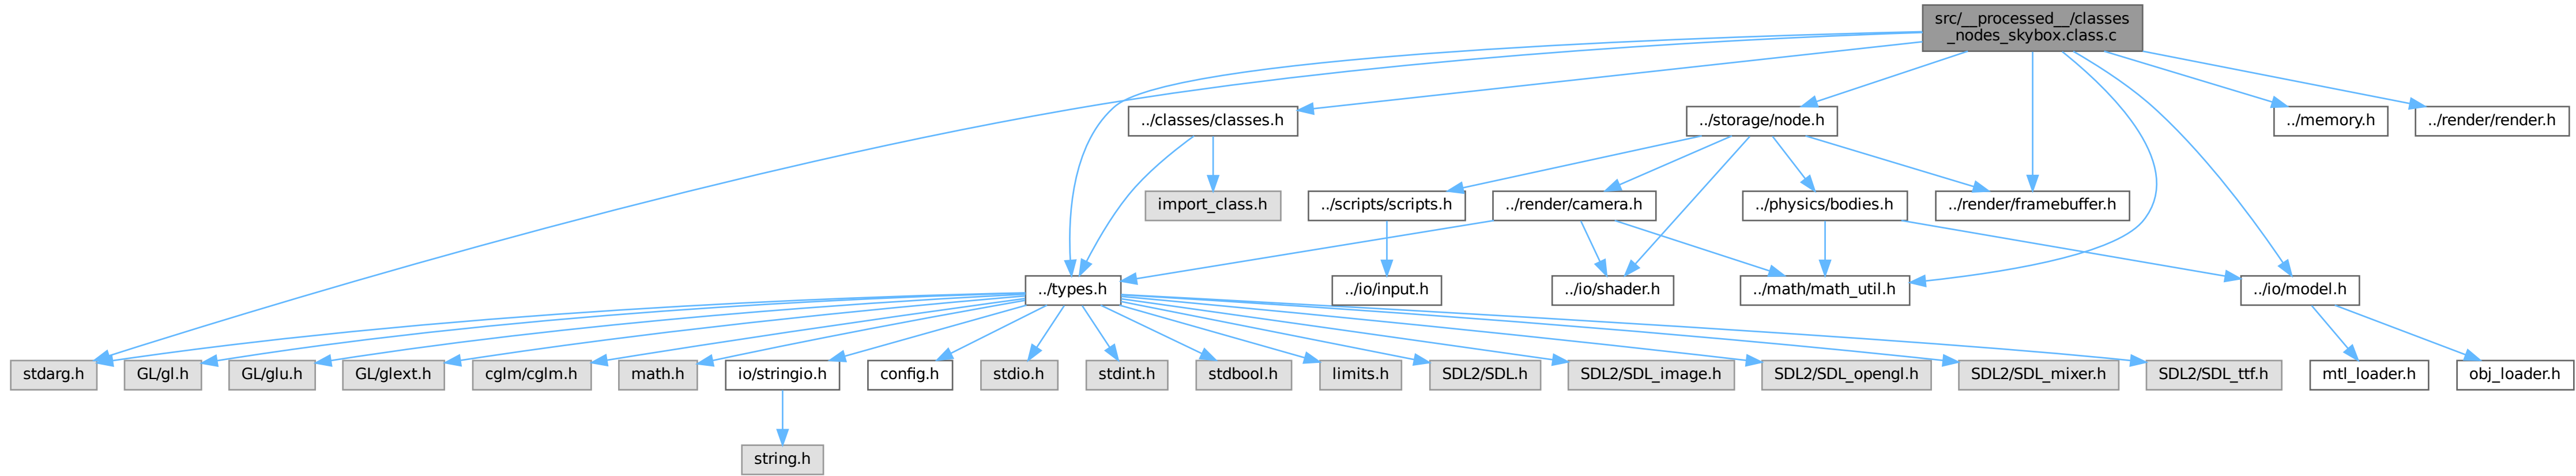 src/__processed__/classes
_nodes_skybox.class.c
../classes/classes.h
../storage/node.h
../memory.h
../render/render.h
import_class.h
../scripts/scripts.h
../render/camera.h
../physics/bodies.h
../render/framebuffer.h
../types.h
../io/input.h
../io/shader.h
../math/math_util.h
../io/model.h
stdarg.h
GL/gl.h
GL/glu.h
GL/glext.h
cglm/cglm.h
math.h
io/stringio.h
config.h
stdio.h
stdint.h
stdbool.h
limits.h
SDL2/SDL.h
SDL2/SDL_image.h
SDL2/SDL_opengl.h
SDL2/SDL_mixer.h
SDL2/SDL_ttf.h
mtl_loader.h
obj_loader.h
string.h